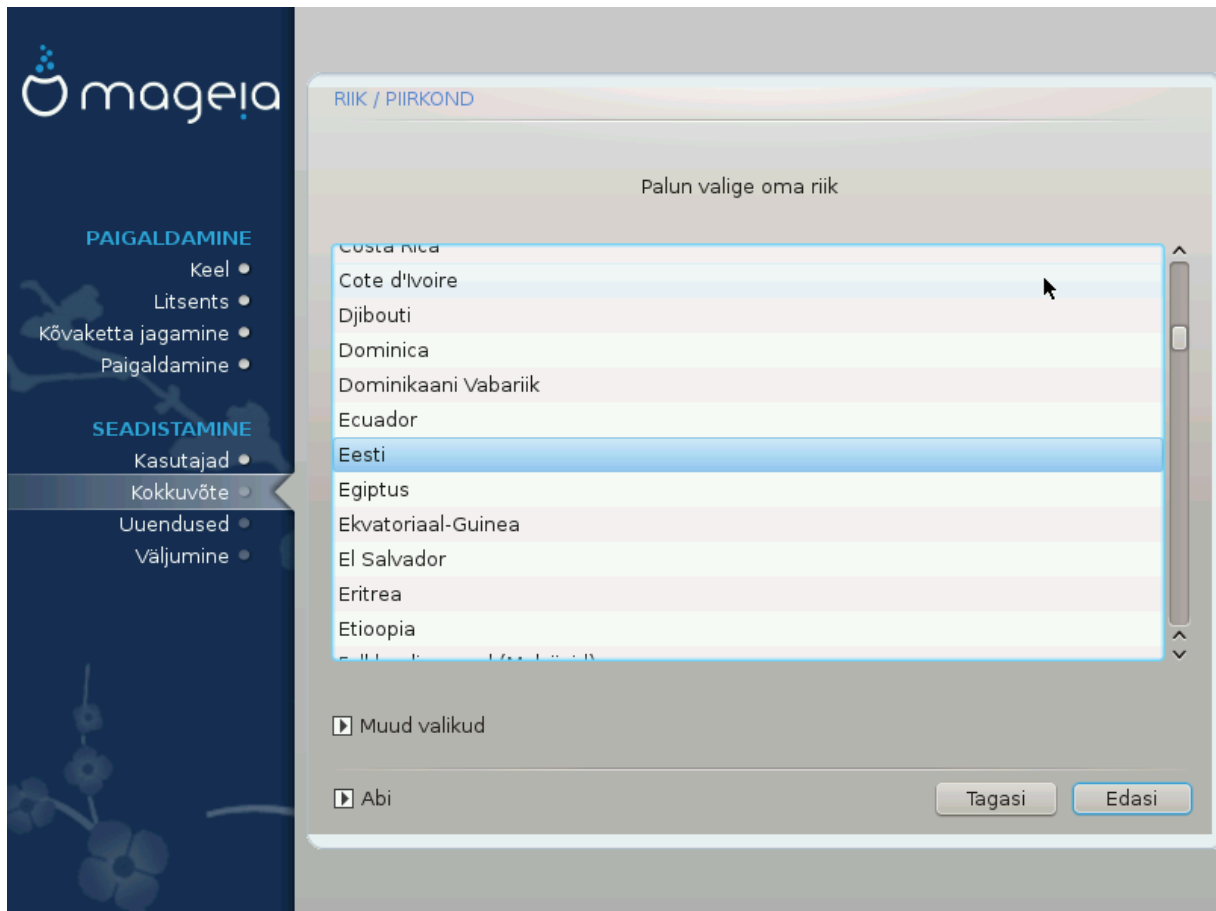 mageia
PAIGALDAMINE
Keel
Litsents
Kõvaketta jagamine
Paigaldamine
SEADISTAMINE
Kasutajad
Kokkuvõte
Uuendused
Väljumine
RIIK / PIIRKOND
Palun valige oma riik
Costa Rica
Cote d'Ivoire
Djibouti
Dominica
Dominikaani Vabariik
Ecuador
Eesti
Egiptus
Ekvatoriaal-Guinea
El Salvador
Eritrea
Etioopia
Muud valikud
Abi
Tagasi
Edasi